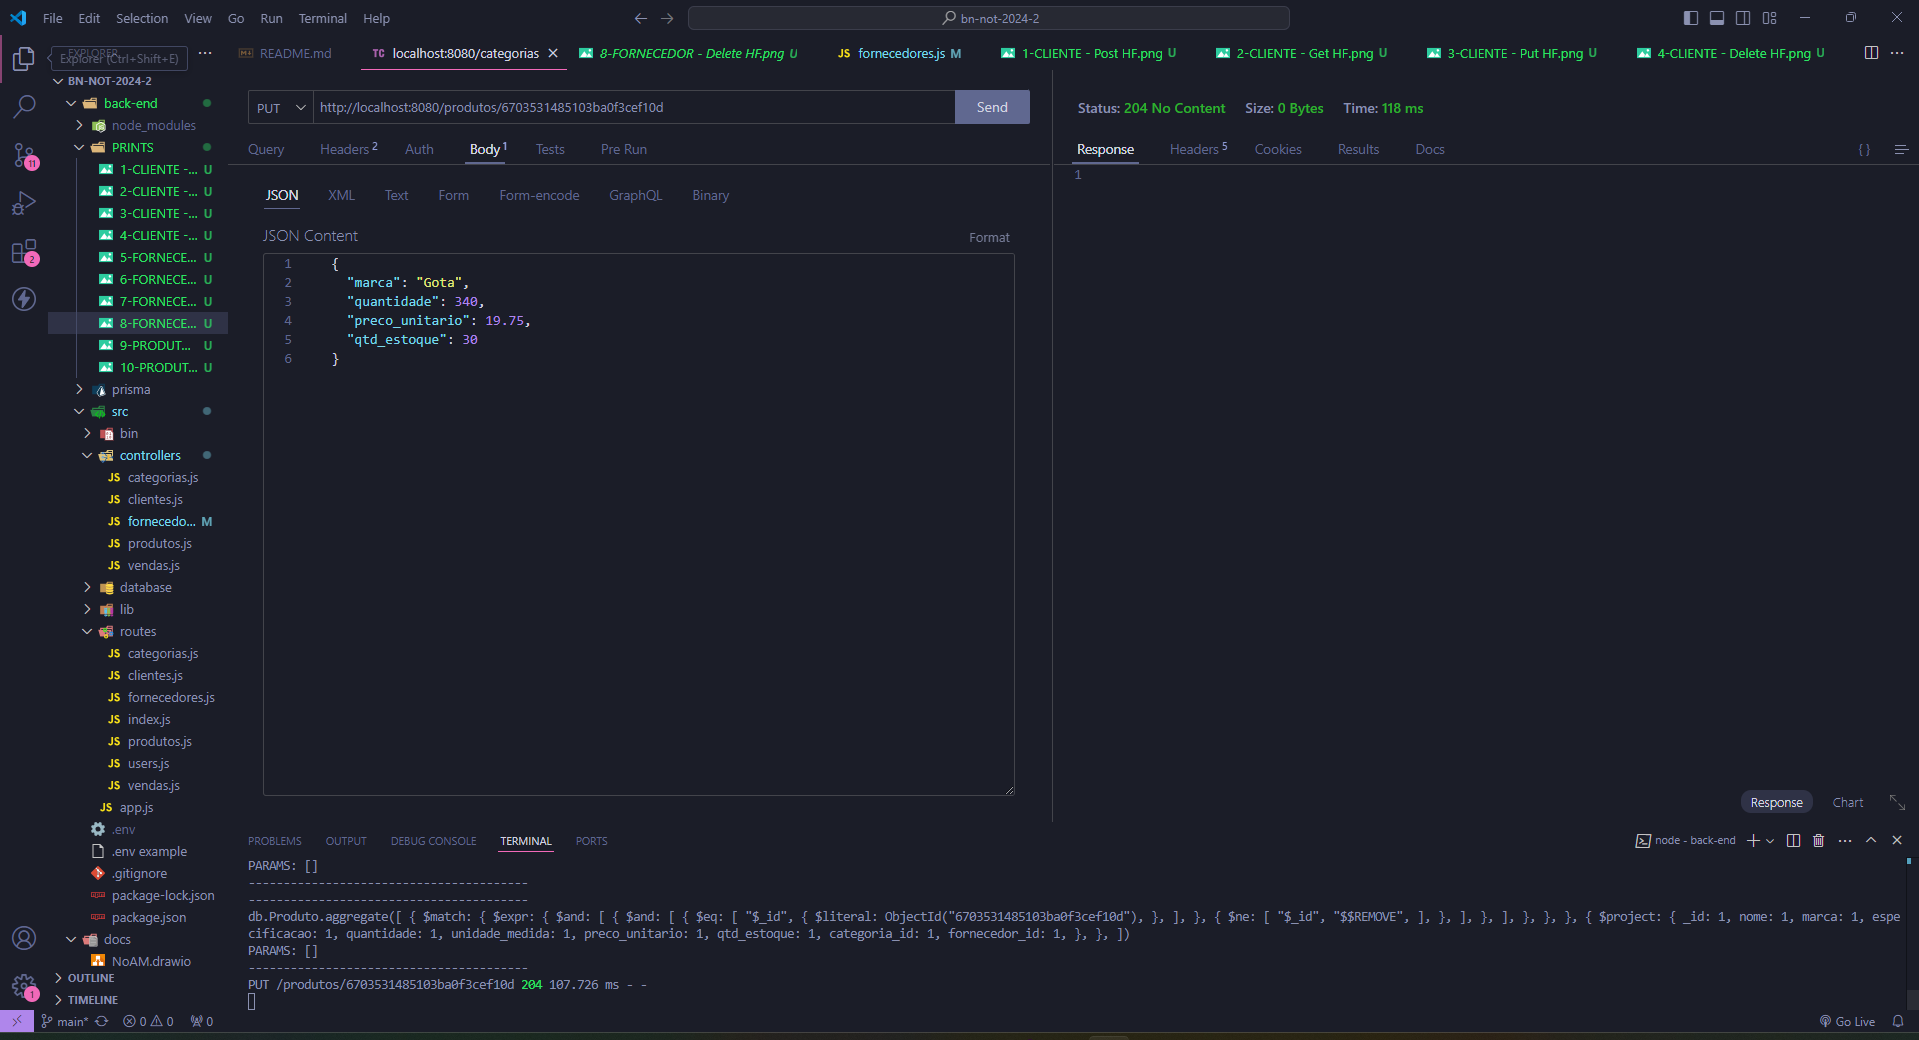 File Edit Selection View Go Run Terminal Help
bn-not-2024-2
Explorer (Ctrl+Shift+E)
README.md
TC localhost:8080/categorias
8-FORNECEDOR - Delete HF.png U
JS fornecedores.js M
1-CLIENTE - Post HF.png U
2-CLIENTE - Get HF.png U
3-CLIENTE - Put HF.png U
4-CLIENTE - Delete HF.png U
BN-NOT-2024-2
back-end
node_modules
PRINTS
1-CLIENTE -... U
2-CLIENTE -... U
3-CLIENTE -... U
4-CLIENTE -... U
5-FORNECE... U
6-FORNECE... U
7-FORNECE... U
8-FORNECE... U
9-PRODUT... U
10-PRODUT... U
prisma
src
bin
controllers
JS categorias.js
JS clientes.js
JS fornecedo... M
JS produtos.js
JS vendas.js
database
lib
routes
JS categorias.js
JS clientes.js
JS fornecedores.js
JS index.js
JS produtos.js
JS users.js
JS vendas.js
JS app.js
.env
.env example
.gitignore
package-lock.json
package.json
docs
NoAM.drawio
OUTLINE
TIMELINE
11
2
1
PUT http://localhost:8080/produtos/6703531485103ba0f3cef10d Send
Query Headers 2 Auth Body 1 Tests Pre Run
JSON XML Text Form Form-encode GraphQL Binary
JSON Content Format
1 {
2 "marca": "Gota",
3 "quantidade": 340,
4 "preco_unitario": 19.75,
5 "qtd_estoque": 30
6 }
Status: 204 No Content Size: 0 Bytes Time: 118 ms
Response Headers 5 Cookies Results Docs { }
1
Response Chart
PROBLEMS OUTPUT DEBUG CONSOLE TERMINAL PORTS
node - back-end
PARAMS: []
----------------------------------------
----------------------------------------
db.Produto.aggregate([ { $match: { $expr: { $and: [ { $and: [ { $eq: [ "$_id", { $literal: ObjectId("6703531485103ba0f3cef10d"), }, ], }, { $ne: [ "$_id", "$$REMOVE", ], }, ], }, ], }, }, }, { $project: { _id: 1, nome: 1, marca: 1, espe
cificacao: 1, quantidade: 1, unidade_medida: 1, preco_unitario: 1, qtd_estoque: 1, categoria_id: 1, fornecedor_id: 1, }, }, ])
PARAMS: []
----------------------------------------
PUT /produtos/6703531485103ba0f3cef10d 204 107.726 ms - -
main* 0 0 0
Go Live